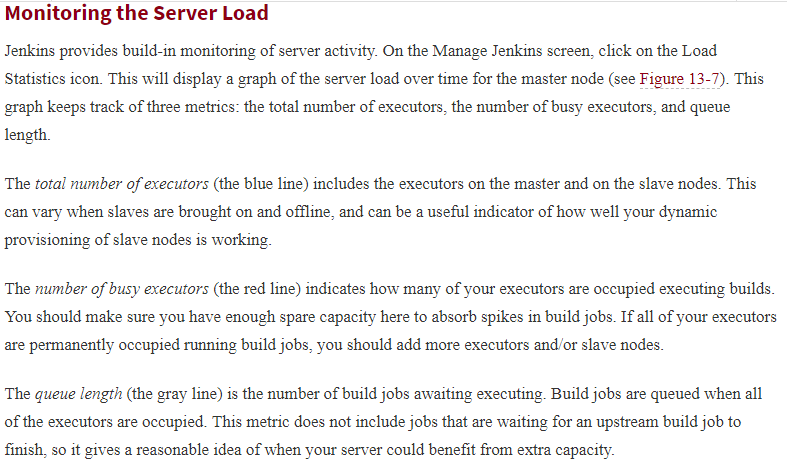 Monitoring the Server Load
Jenkins provides build-in monitoring of server activity. On the Manage Jenkins screen, click on the Load
Statistics icon. This will display a graph of the server load over time for the master node (see Figure 13-7). This
graph keeps track of three metrics: the total number of executors, the number of busy executors, and queue
length.
The total number of executors (the blue line) includes the executors on the master and on the slave nodes. This
can vary when slaves are brought on and offline, and can be a useful indicator of how well your dynamic
provisioning of slave nodes is working.
The number of busy executors (the red line) indicates how many of your executors are occupied executing builds.
You should make sure you have enough spare capacity here to absorb spikes in build jobs. If all of your executors
are permanently occupied running build jobs, you should add more executors and/or slave nodes.
The queue length (the gray line) is the number of build jobs awaiting executing. Build jobs are queued when all
of the executors are occupied. This metric does not include jobs that are waiting for an upstream build job to
finish, so it gives a reasonable idea of when your server could benefit from extra capacity.